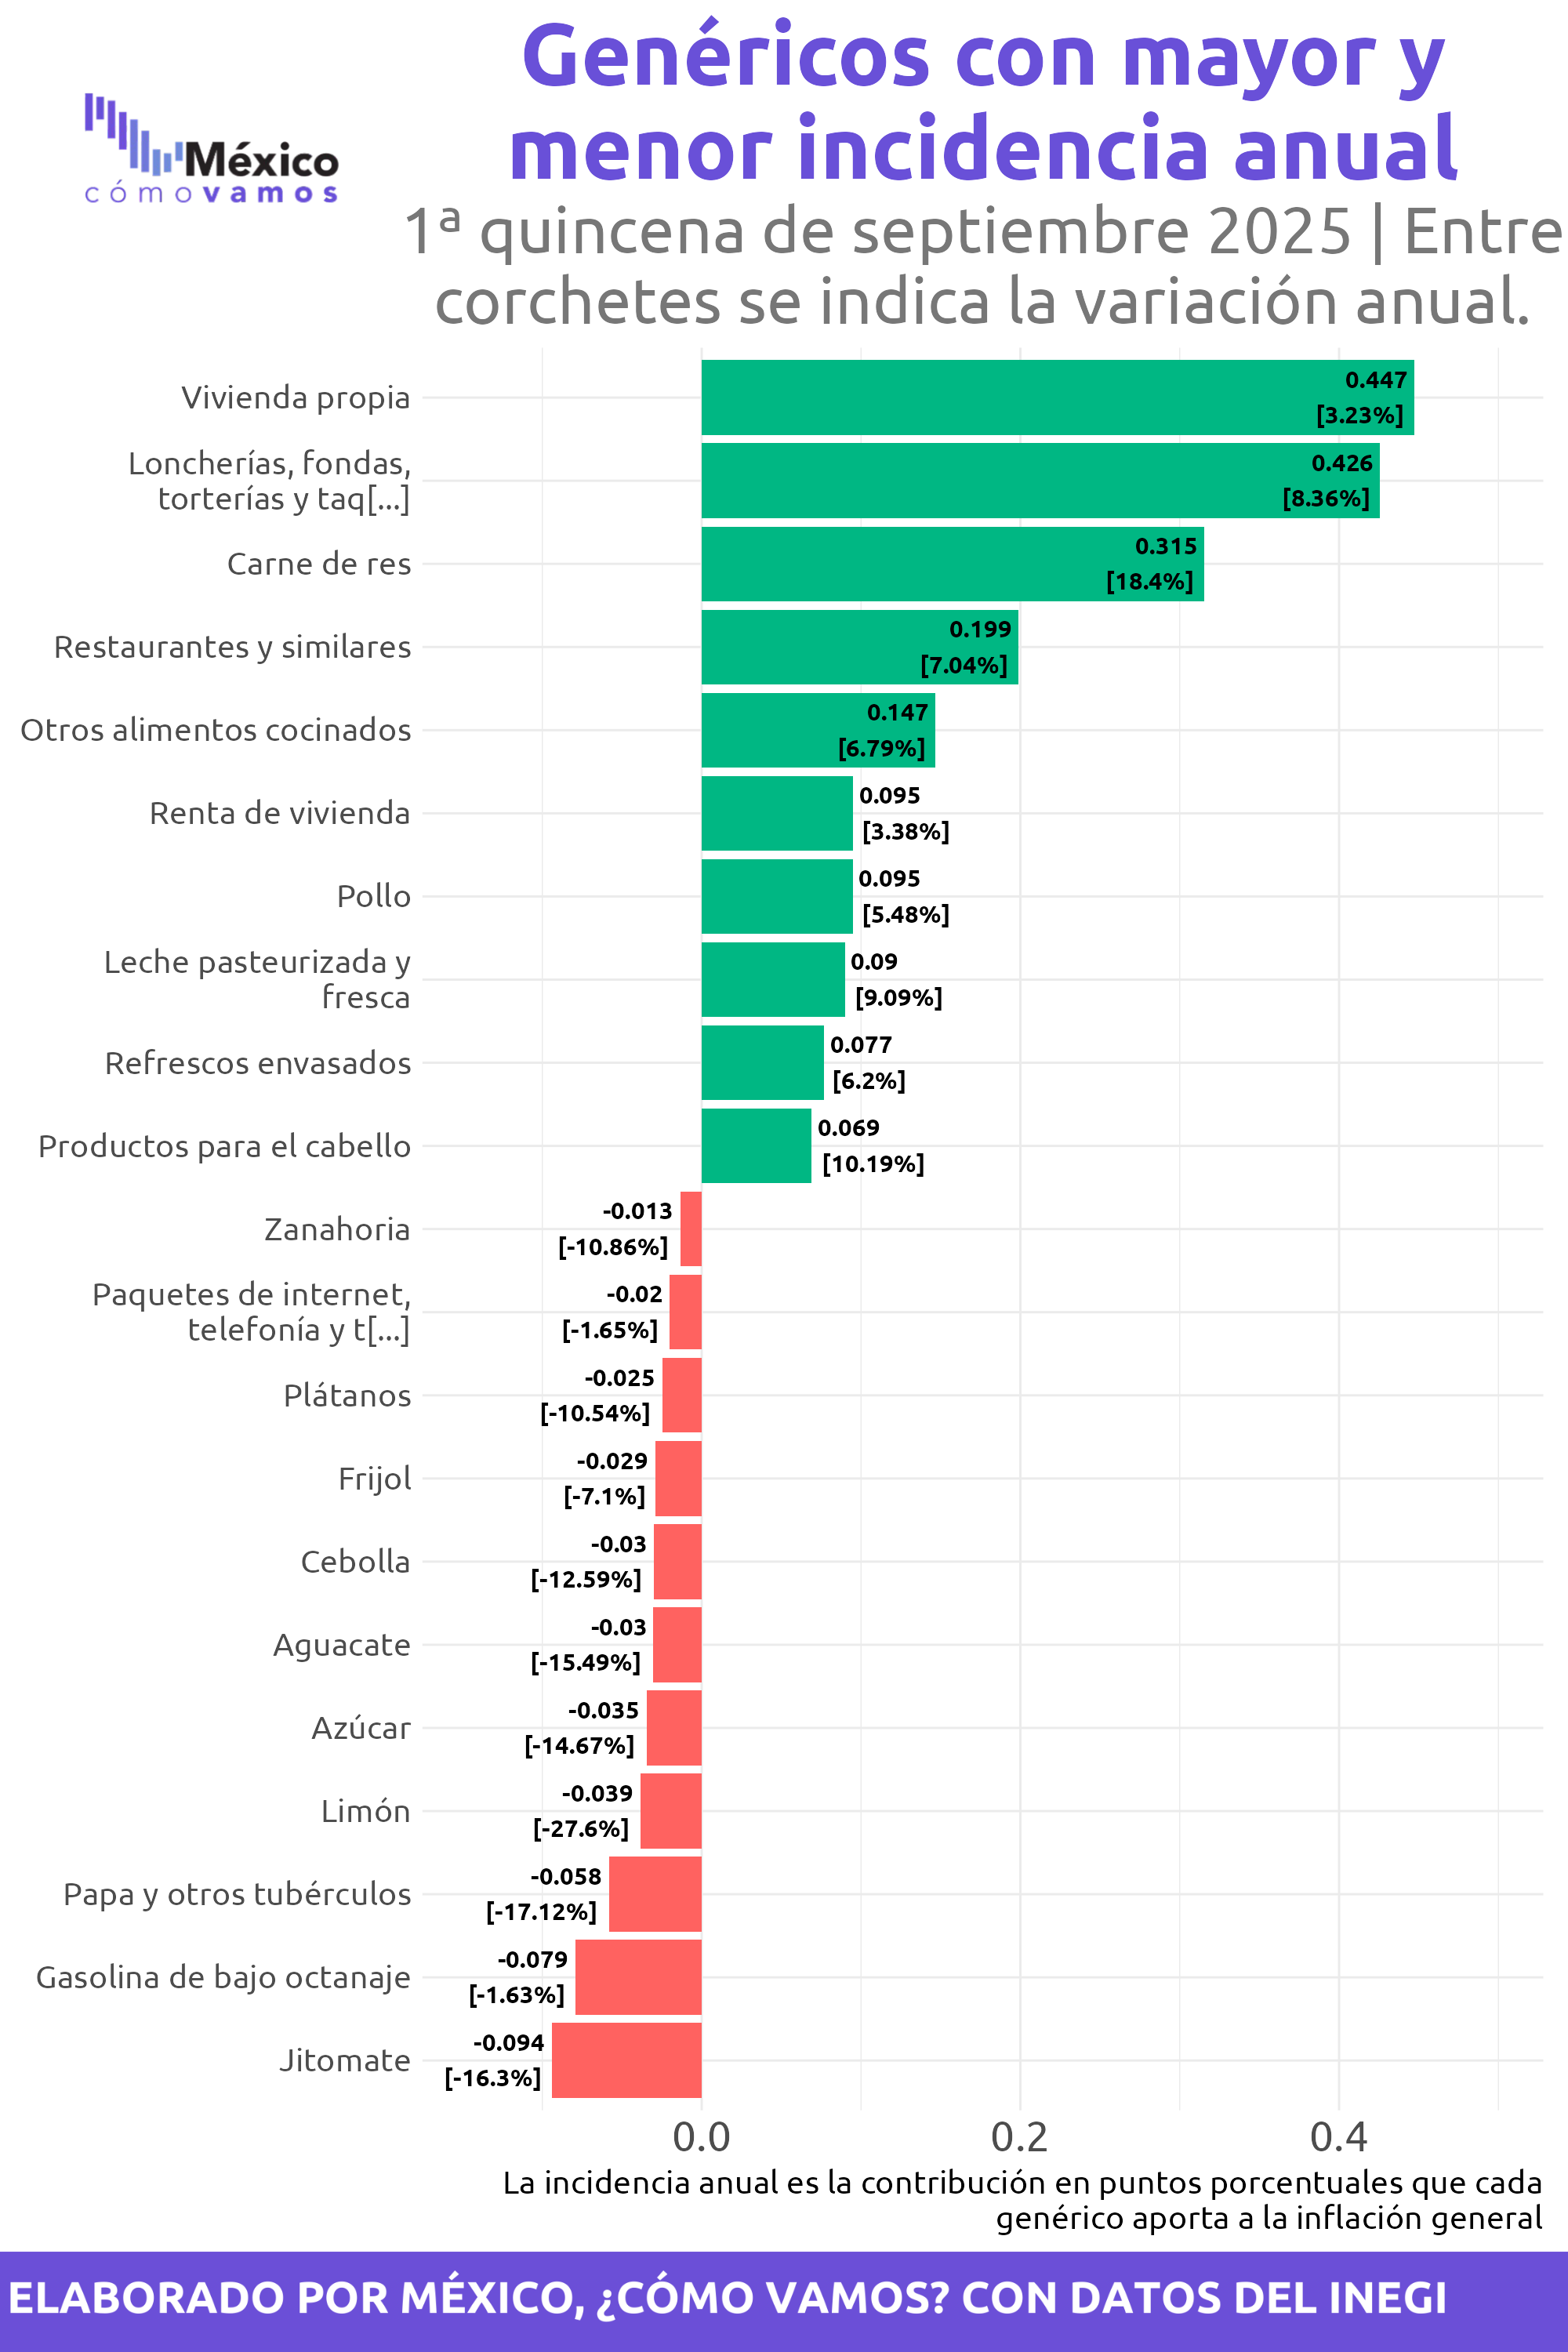 Genéricos con mayor y
menor incidencia anual
México
cómovamos
1ª quincena de septiembre 2025 | Entre
corchetes se indica la variación anual.
Vivienda propia
0.447
[3.23%]
Loncherías, fondas,
torterías y taq[...]
0.426
[8.36%]
Carne de res
0.315
[18.4%]
Restaurantes y similares
0.199
[7.04%]
Otros alimentos cocinados
0.147
[6.79%]
Renta de vivienda
0.095
[3.38%]
Pollo
0.095
[5.48%]
Leche pasteurizada y
fresca
0.09
[9.09%]
Refrescos envasados
0.077
[6.2%]
Productos para el cabello
0.069
[10.19%]
Zanahoria
-0.013
[-10.86%]
Paquetes de internet,
telefonía y t[...]
-0.02
[-1.65%]
Plátanos
-0.025
[-10.54%]
Frijol
-0.029
[-7.1%]
Cebolla
-0.03
[-12.59%]
Aguacate
-0.03
[-15.49%]
Azúcar
-0.035
[-14.67%]
Limón
-0.039
[-27.6%]
Papa y otros tubérculos
-0.058
[-17.12%]
Gasolina de bajo octanaje
-0.079
[-1.63%]
Jitomate
-0.094
[-16.3%]
0.0 0.2 0.4
La incidencia anual es la contribución en puntos porcentuales que cada
genérico aporta a la inflación general
ELABORADO POR MÉXICO, ¿CÓMO VAMOS? CON DATOS DEL INEGI